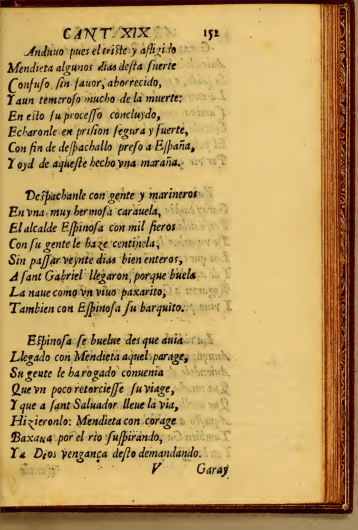 CANT. XIX. 152
Anduuo pues el triſte y afligido
Mendieta algunos dias deſta ſuerte
Confuſo, ſin fauor, aborrecido,
Y aun temeroſo mucho de la muerte:
En eſto ſu proceſſo concluydo,
Echaronle en priſion ſegura y fuerte,
Con fin de deſpachallo preſo a Eſpaña,
Y oyd de aqueſte hecho vna maraña.
Deſpachanle con gente y marineros
En vna muy hermoſa carauela,
El alcalde Eſpinoſa con mil fieros
Con ſu gente le haze centinela,
Sin paſſar veynte dias bien enteros,
A ſant Gabriel llegaron, porque buela
La naue como vn viuo paxarito,
Tambien con Eſpinoſa ſu barquito.
Eſpinoſa ſe buelue des que auia
Llegado con Mendieta aquel parage,
Su gente le ha rogado conuenia
Que vn poco retorcieſſe ſu viage,
Y que a ſant Saluador lleue la via,
Hizieronlo: Mendieta con corage
Baxaua por el rio ſuſpirando,
Y a Dios vengança deſto demandando.
V Garay